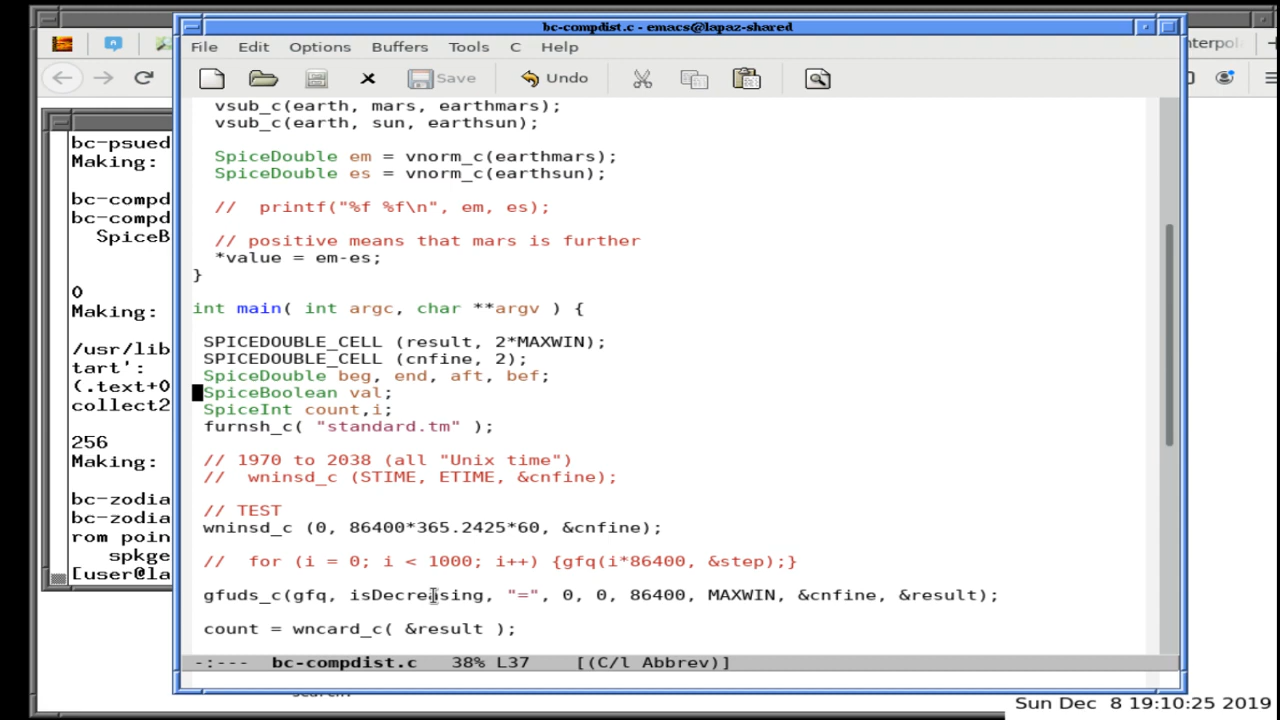 bc-compdist.c - emacs@lapaz-shared
File Edit Options Buffers Tools C Help
Save Undo
vsub_c(earth, mars, earthmars);
vsub_c(earth, sun, earthsun);
SpiceDouble em = vnorm_c(earthmars);
SpiceDouble es = vnorm_c(earthsun);
//  printf("%f %f\n", em, es);
// positive means that mars is further
*value = em-es;
}
int main( int argc, char **argv ) {
SPICEDOUBLE_CELL (result, 2*MAXWIN);
SPICEDOUBLE_CELL (cnfine, 2);
SpiceDouble beg, end, aft, bef;
SpiceBoolean val;
SpiceInt count,i;
furnsh_c( "standard.tm" );
// 1970 to 2038 (all "Unix time")
//  wninsd_c (STIME, ETIME, &cnfine);
// TEST
wninsd_c (0, 86400*365.2425*60, &cnfine);
//  for (i = 0; i < 1000; i++) {gfq(i*86400, &step);}
gfuds_c(gfq, isDecreasing, "=", 0, 0, 86400, MAXWIN, &cnfine, &result);
count = wncard_c( &result );
-:---  bc-compdist.c   38% L37    [(C/l Abbrev)]
bc-psued
Making:
bc-compd
bc-compd
SpiceB
0
Making:
/usr/lib
tart':
(.text+0
collect2
256
Making:
bc-zodia
bc-zodia
rom poin
spkge
[user@la
nterpol
search.
Sun Dec  8 19:10:25 2019